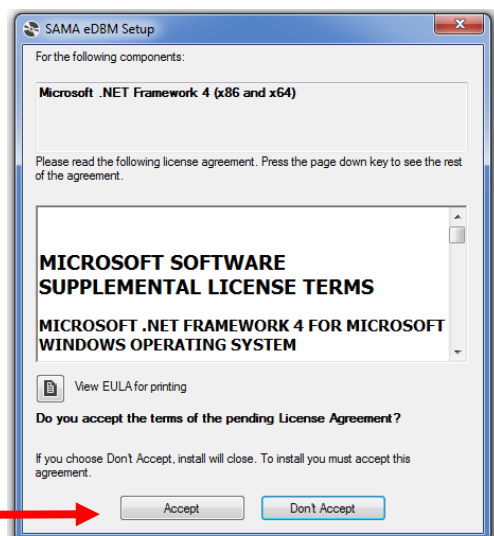 SAMA eDBM Setup
For the following components:
Microsoft .NET Framework 4 (x86 and x64)
Please read the following license agreement. Press the page down key to see the rest
of the agreement.
MICROSOFT SOFTWARE
SUPPLEMENTAL LICENSE TERMS
MICROSOFT .NET FRAMEWORK 4 FOR MICROSOFT
WINDOWS OPERATING SYSTEM
View EULA for printing
Do you accept the terms of the pending License Agreement?
If you choose Don't Accept, install will close. To install you must accept this
agreement.
Accept Don't Accept